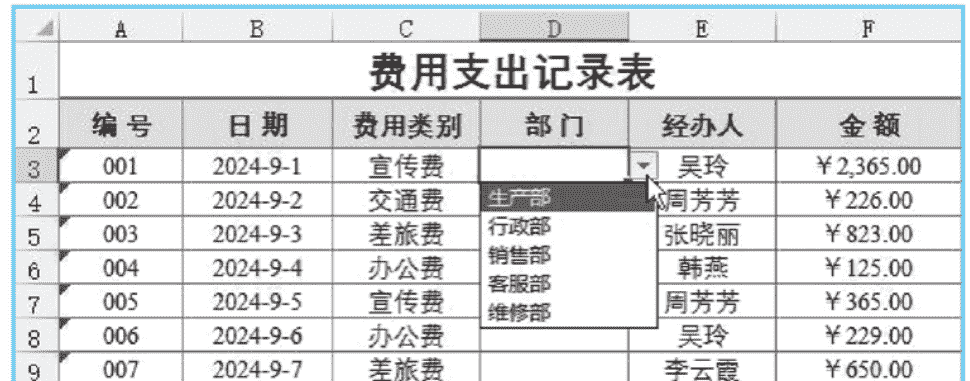 A B C D E F
1 费用支出记录表
2 编号 日期 费用类别 部门 经办人 金额
3 001 2024-9-1 宣传费 吴玲 ￥2,365.00
4 002 2024-9-2 交通费 生产部 周芳芳 ￥226.00
5 003 2024-9-3 差旅费 行政部 张晓丽 ￥823.00
6 004 2024-9-4 办公费 销售部 韩燕 ￥125.00
客服部
7 005 2024-9-5 宣传费 维修部 周芳芳 ￥365.00
8 006 2024-9-6 办公费 吴玲 ￥229.00
9 007 2024-9-7 差旅费 李云霞 ￥650.00